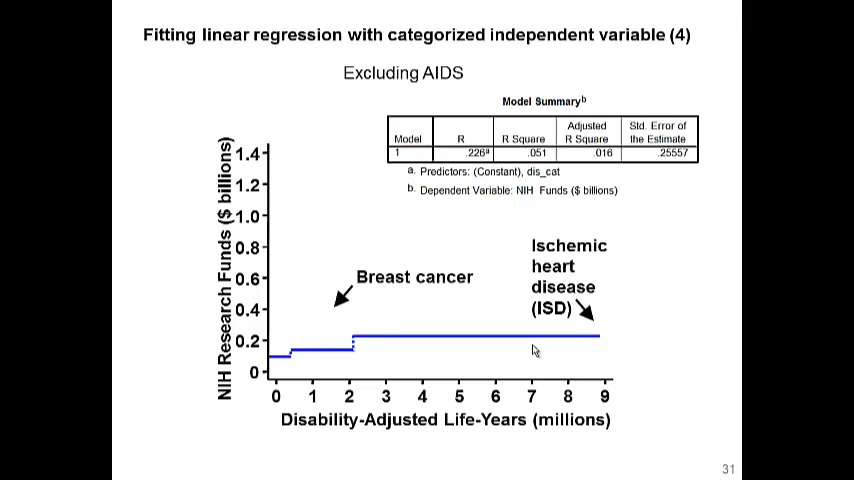 Fitting linear regression with categorized independent variable (4)
Excluding AIDS
Model Summaryb
Model R R Square Adjusted R Square Std. Error of the Estimate
1 .226a .051 .016 .25557
a. Predictors: (Constant), dis_cat
b. Dependent Variable: NIH Funds ($ billions)
NIH Research Funds ($ billions)
1.4
1.2
1.0
0.8
0.6
0.4
0.2
0
Breast cancer
Ischemic
heart
disease
(ISD)
0 1 2 3 4 5 6 7 8 9
Disability-Adjusted Life-Years (millions)
31